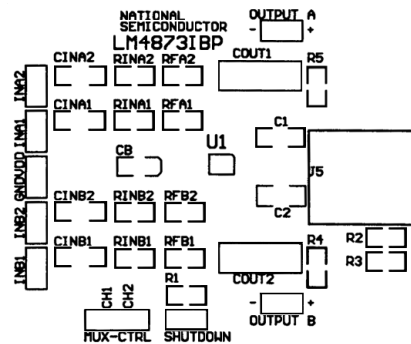 NATIONAL
SEMICONDUCTOR
LM4873IBP
OUTPUT A
- +
CINA2 RINA2 RFA2 COUT1 R5
INA2
CINA1 RINA1 RFA1
INA1
C1
U1
CB
GNDVDD
J5
CINB2 RINB2 RFB2 C2
INB2
R2
CINB1 RINB1 RFB1 R4
INB1
R3
COUT2
R1
CH1
CH2
- +
MUX-CTRL SHUTDOWN OUTPUT B